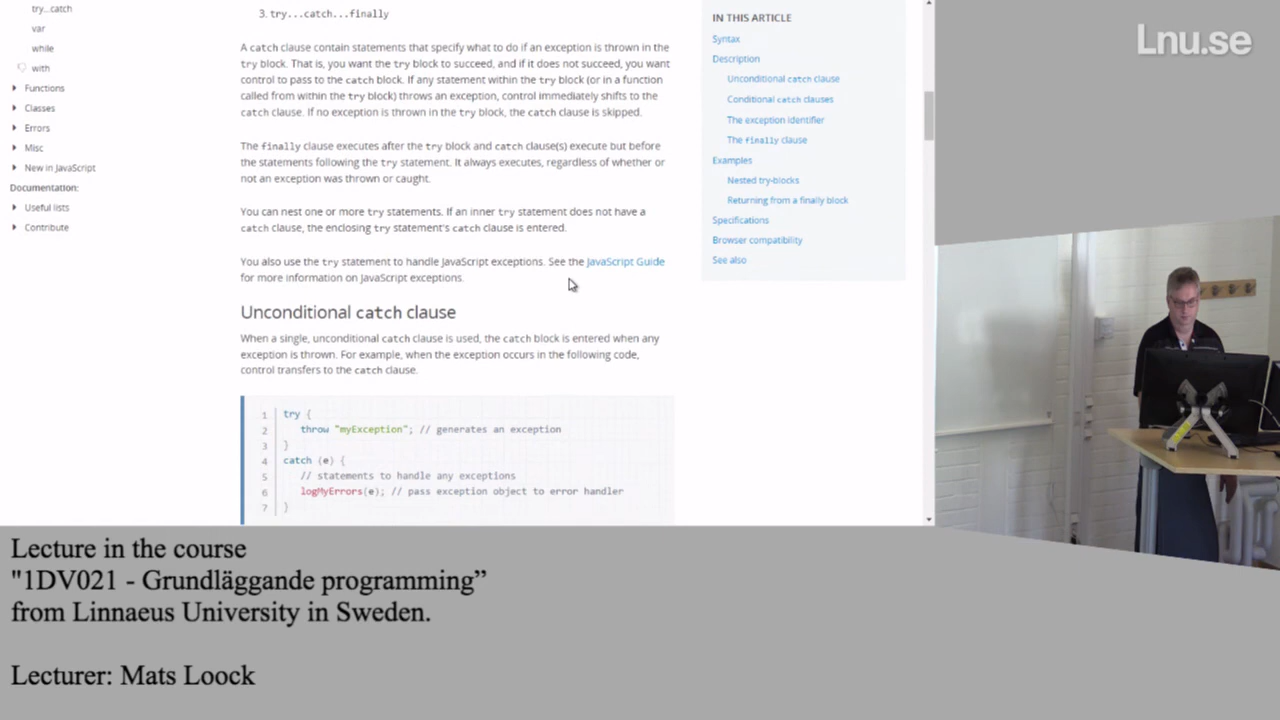 try...catch
var
while
with
Functions
Classes
Errors
Misc
New in JavaScript
Documentation:
Useful lists
Contribute
3. try...catch...finally
A catch clause contain statements that specify what to do if an exception is thrown in the
try block. That is, you want the try block to succeed, and if it does not succeed, you want
control to pass to the catch block. If any statement within the try block (or in a function
called from within the try block) throws an exception, control immediately shifts to the
catch clause. If no exception is thrown in the try block, the catch clause is skipped.
The finally clause executes after the try block and catch clause(s) execute but before
the statements following the try statement. It always executes, regardless of whether or
not an exception was thrown or caught.
You can nest one or more try statements. If an inner try statement does not have a
catch clause, the enclosing try statement's catch clause is entered.
You also use the try statement to handle JavaScript exceptions. See the JavaScript Guide
for more information on JavaScript exceptions.
Unconditional catch clause
When a single, unconditional catch clause is used, the catch block is entered when any
exception is thrown. For example, when the exception occurs in the following code,
control transfers to the catch clause.
1 try {
2 throw "myException"; // generates an exception
3 }
4 catch (e) {
5 // statements to handle any exceptions
6 logMyErrors(e); // pass exception object to error handler
7 }
IN THIS ARTICLE
Syntax
Description
Unconditional catch clause
Conditional catch clauses
The exception identifier
The finally clause
Examples
Nested try-blocks
Returning from a finally block
Specifications
Browser compatibility
See also
Lnu.se
Lecture in the course
"1DV021 - Grundläggande programming”
from Linnaeus University in Sweden.
Lecturer: Mats Loock